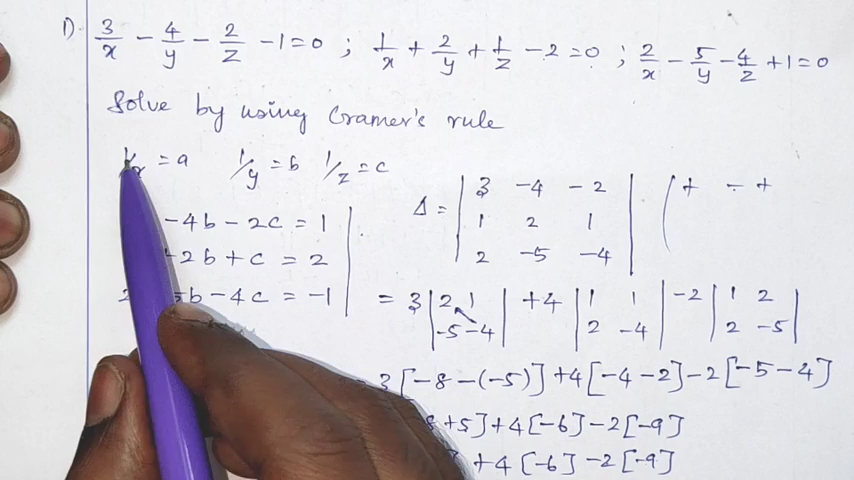 1) 3/x - 4/y - 2/z - 1 = 0 ; 1/x + 2/y + 1/z - 2 = 0 ; 2/x - 5/y - 4/z + 1 = 0
Solve by using Cramer's rule
1/x = a 1/y = b 1/z = c
-4b - 2c = 1
2b + c = 2
5b - 4c = -1
Δ = | 3 -4 -2 | ( + - +
| 1 2 1 |
| 2 -5 -4 |
= 3 | 2 1 | + 4 | 1 1 | - 2 | 1 2 |
| -5 -4 | | 2 -4 | | 2 -5 |
3[-8 - (-5)] + 4[-4 - 2] - 2[-5 - 4]
8 + 5] + 4[-6] - 2[-9]
] + 4[-6] - 2[-9]